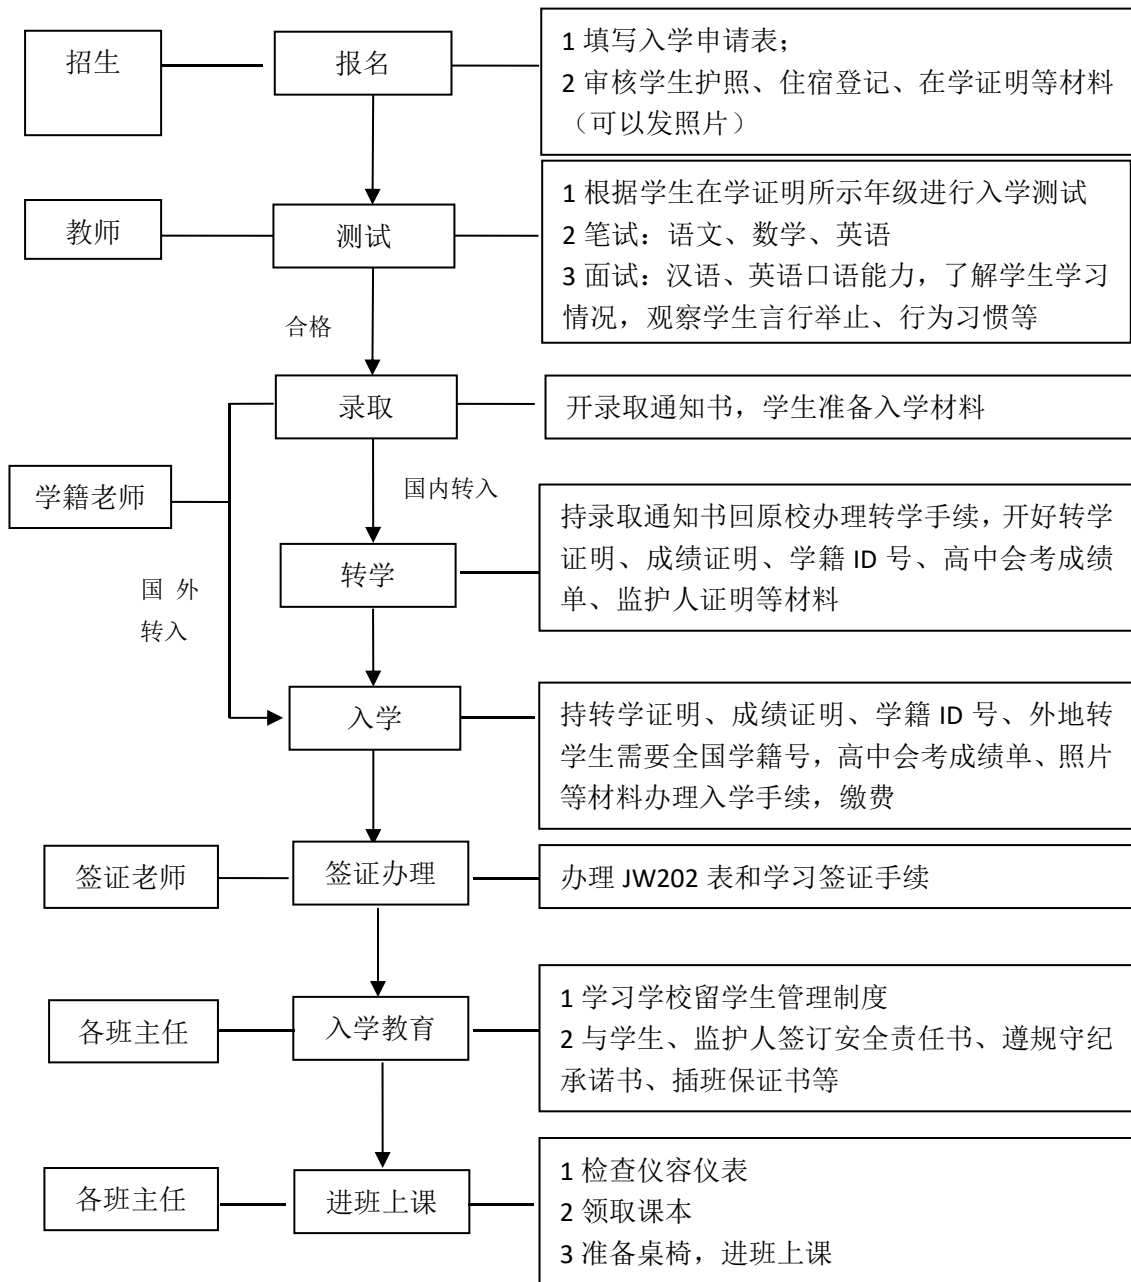 招生
报名
1 填写入学申请表；
2 审核学生护照、住宿登记、在学证明等材料
（可以发照片）
教师
测试
1 根据学生在学证明所示年级进行入学测试
2 笔试：语文、数学、英语
3 面试：汉语、英语口语能力，了解学生学习
情况，观察学生言行举止、行为习惯等
合格
录取
开录取通知书，学生准备入学材料
学籍老师
国内转入
国 外
转入
转学
持录取通知书回原校办理转学手续，开好转学
证明、成绩证明、学籍 ID 号、高中会考成绩
单、监护人证明等材料
入学
持转学证明、成绩证明、学籍 ID 号、外地转
学生需要全国学籍号，高中会考成绩单、照片
等材料办理入学手续，缴费
签证老师
签证办理
办理 JW202 表和学习签证手续
各班主任
入学教育
1 学习学校留学生管理制度
2 与学生、监护人签订安全责任书、遵规守纪
承诺书、插班保证书等
各班主任
进班上课
1 检查仪容仪表
2 领取课本
3 准备桌椅，进班上课